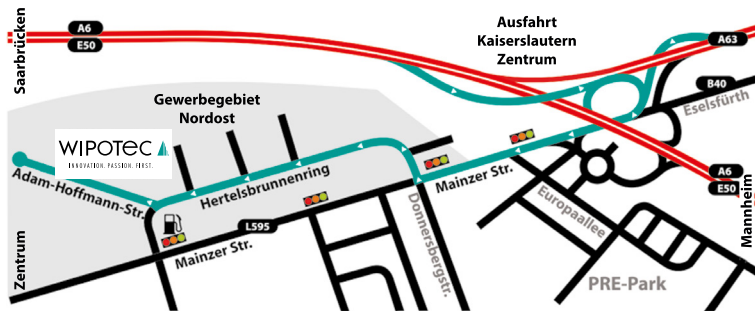 A6
E50
Saarbrücken
Ausfahrt
Kaiserslautern
Zentrum
A63
B40
Eselsfürth
Gewerbegebiet
Nordost
WIPOTEC
INNOVATION. PASSION. FIRST.
Adam-Hoffmann-Str.
Hertelsbrunnenring
Mainzer Str.
A6
E50
Mannheim
Europaallee
Donnersbergstr.
L595
Mainzer Str.
Zentrum
PRE-Park